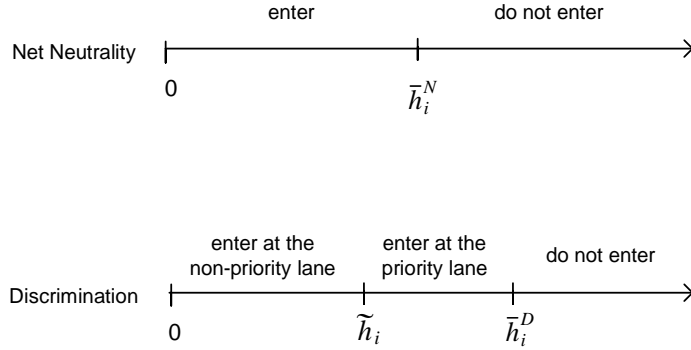 enter
do not enter
Net Neutrality
0
h̄ᵢᴺ
enter at the
non-priority lane
enter at the
priority lane
do not enter
Discrimination
0
h̃ᵢ
h̄ᵢᴰ